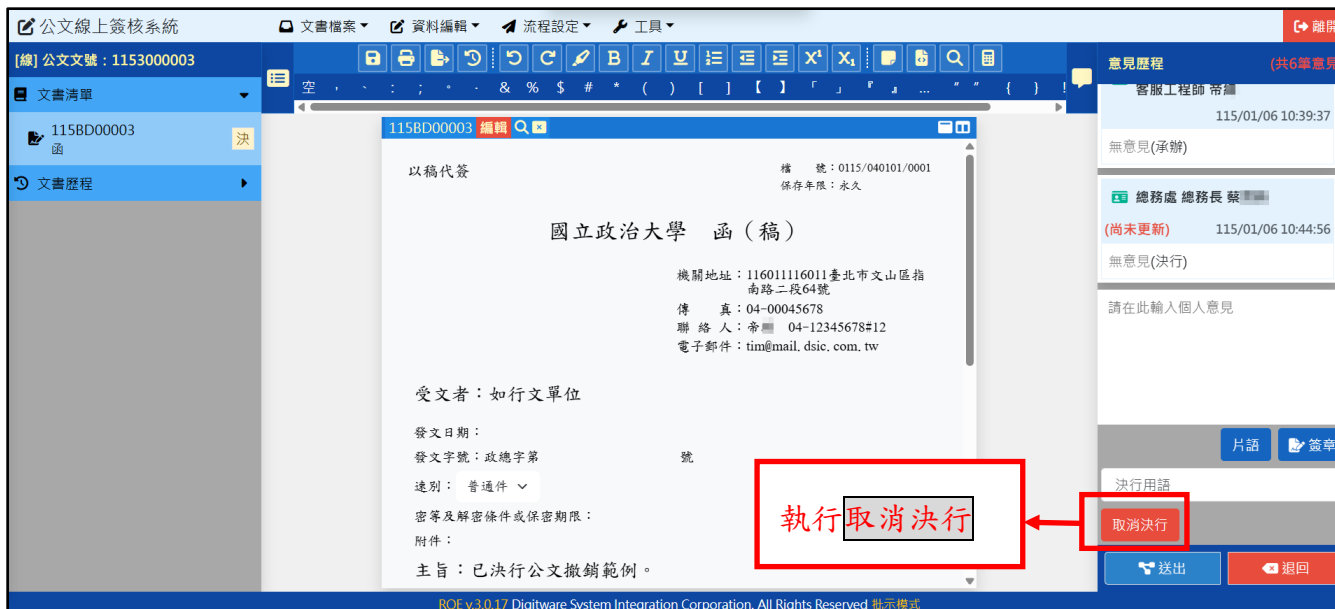 公文線上簽核系統
文書檔案 資料編輯 流程設定 工具
離開
[線] 公文文號：1153000003
文書清單
115BD00003
函
決
文書歷程
B I U X¹ X₁
空 ， 、 ： ； 。 ． & % $ # * ( ) [ ] 【 】 「 」 『 』 … " " { } !
115BD00003 編輯
以稿代簽
檔　　號：0115/040101/0001
保存年限：永久
國立政治大學　函（稿）
機關地址：116011116011臺北市文山區指
南路二段64號
傳　　真：04-00045678
聯 絡 人：帝 04-12345678#12
電子郵件：tim@mail.dsic.com.tw
受文者：如行文單位
發文日期：
發文字號：政總字第　　號
速別：普通件
密等及解密條件或保密期限：
附件：
主旨：已決行公文撤銷範例。
執行取消決行
意見歷程
(共6筆意見
客服工程師 帝
115/01/06 10:39:37
無意見(承辦)
總務處 總務長 蔡
(尚未更新) 115/01/06 10:44:56
無意見(決行)
請在此輸入個人意見
片語 簽章
決行用語
取消決行
送出 退回
ROE v.3.0.17 Digitware System Integration Corporation. All Rights Reserved 批示模式